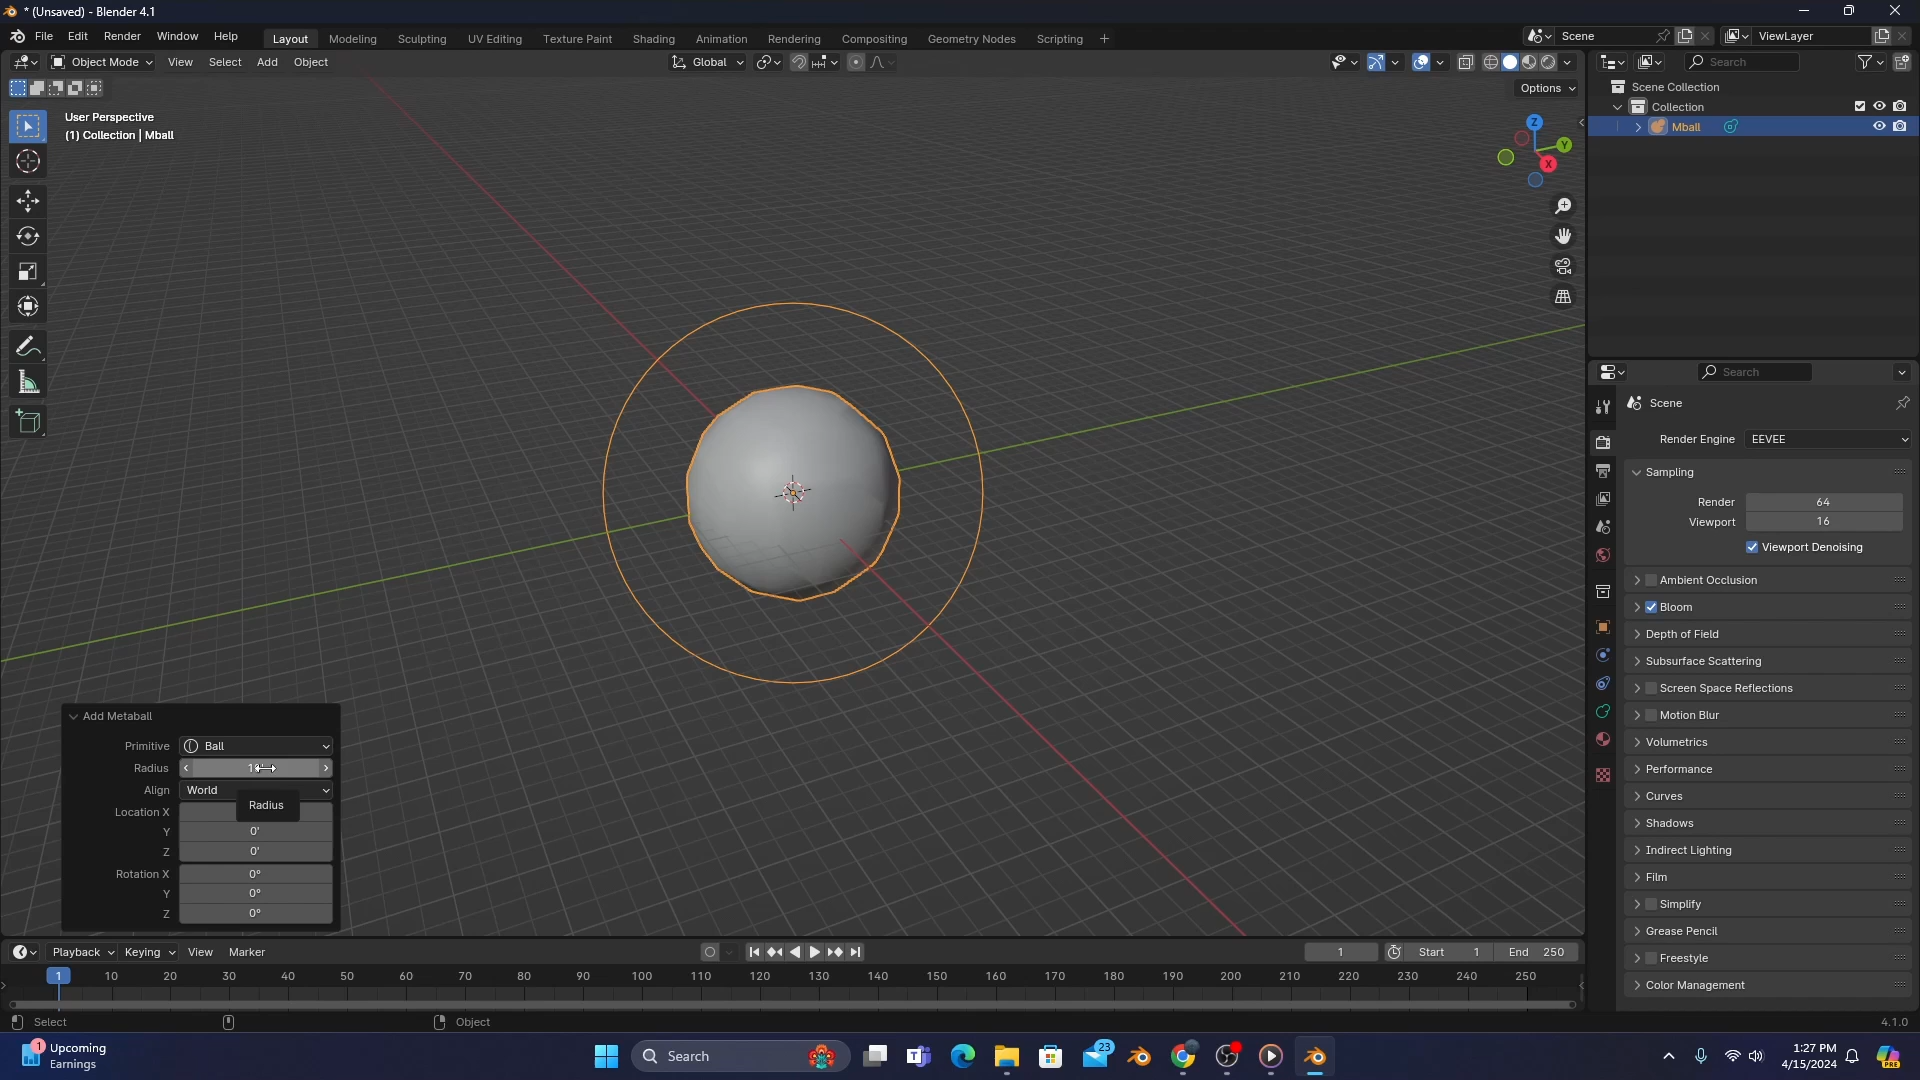 * (Unsaved) - Blender 4.1
File Edit Render Window Help
Layout Modeling Sculpting UV Editing Texture Paint Shading Animation Rendering Compositing Geometry Nodes Scripting +
Scene
ViewLayer
Object Mode View Select Add Object
Global
Search
Options
User Perspective
(1) Collection | Mball
Z
Y
X
Scene Collection
Collection
Mball
Search
Scene
Render Engine EEVEE
Sampling
Render 64
Viewport 16
Viewport Denoising
Ambient Occlusion
Bloom
Depth of Field
Subsurface Scattering
Screen Space Reflections
Motion Blur
Volumetrics
Performance
Curves
Shadows
Indirect Lighting
Film
Simplify
Grease Pencil
Freestyle
Color Management
Add Metaball
Primitive Ball
Radius
Align World
Radius
Location X
Y 0'
Z 0'
Rotation X 0°
Y 0°
Z 0°
Playback Keying View Marker
1 Start 1 End 250
1 10 20 30 40 50 60 70 80 90 100 110 120 130 140 150 160 170 180 190 200 210 220 230 240 250
Select Object
4.1.0
1 Upcoming
Earnings
Search
23
1:27 PM
4/15/2024
PRE